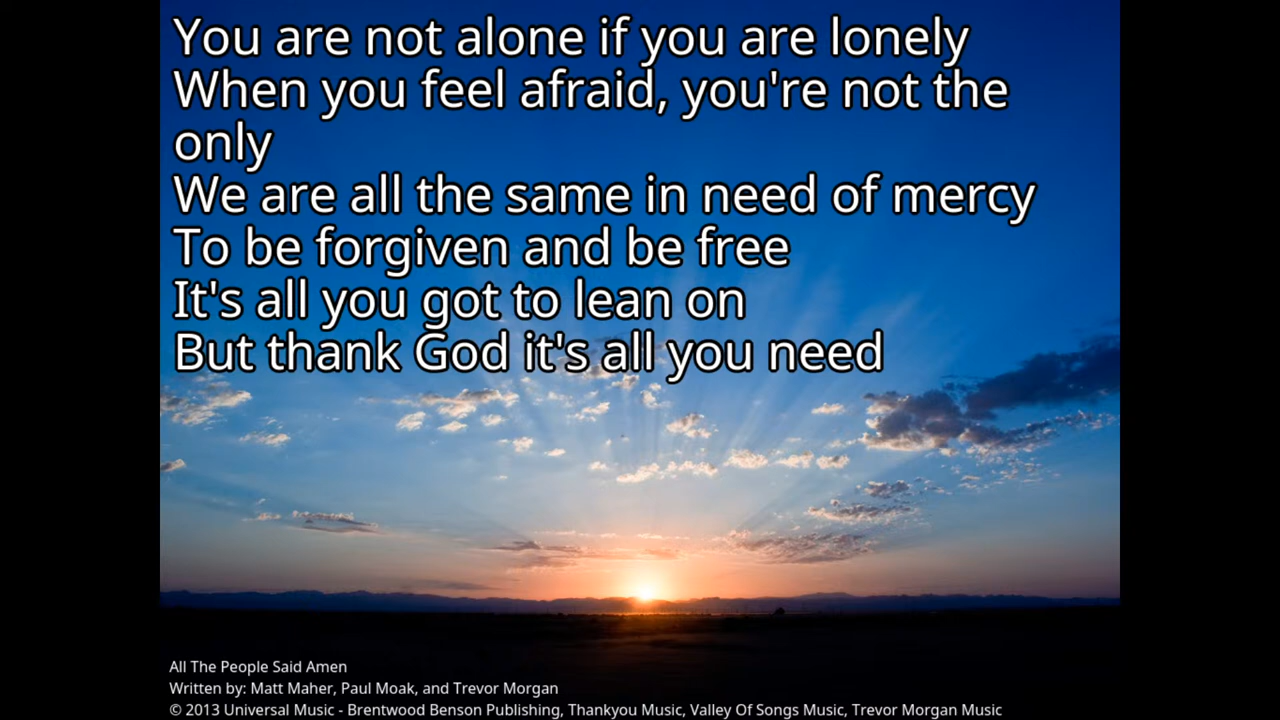 You are not alone if you are lonely
When you feel afraid, you're not the
only
We are all the same in need of mercy
To be forgiven and be free
It's all you got to lean on
But thank God it's all you need
All The People Said Amen
Written by: Matt Maher, Paul Moak, and Trevor Morgan
© 2013 Universal Music - Brentwood Benson Publishing, Thankyou Music, Valley Of Songs Music, Trevor Morgan Music